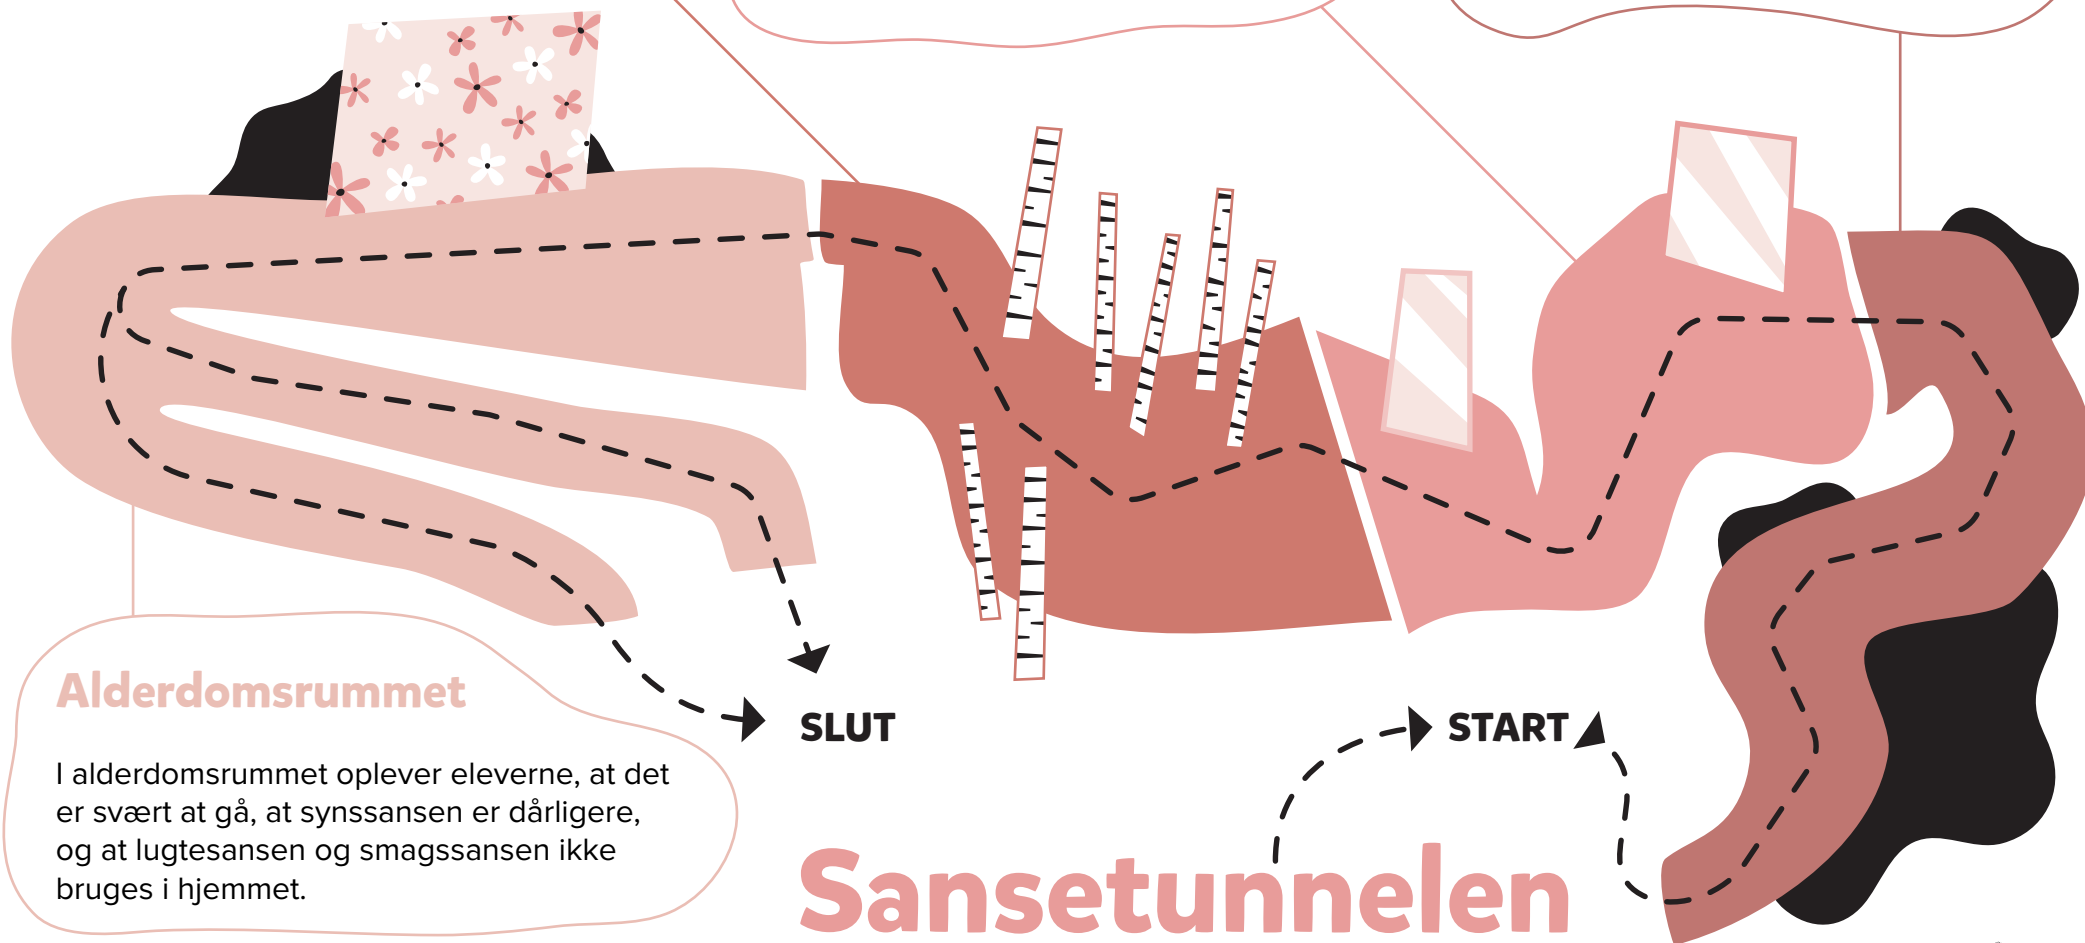 Alderdomsrummet
I alderdomsrummet oplever eleverne, at det
er svært at gå, at synssansen er dårligere,
og at lugtesansen og smagssansen ikke
bruges i hjemmet.
SLUT
START
Sansetunnelen